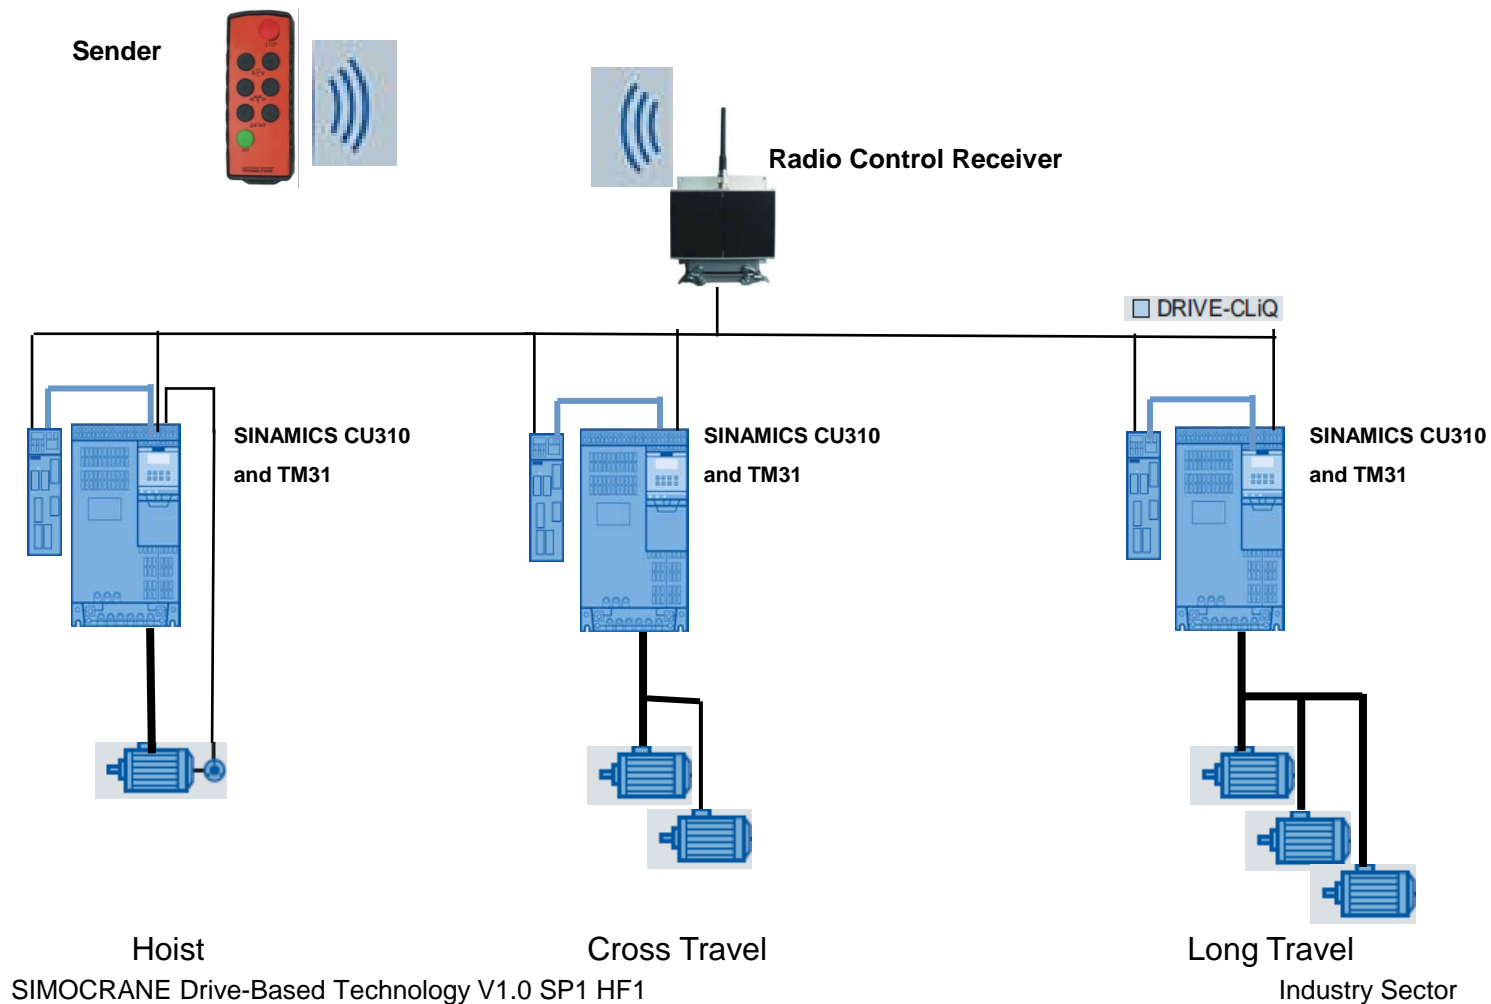 Sender
STOP
Radio Control Receiver
DRIVE-CLiQ
SINAMICS CU310
and TM31
SINAMICS CU310
and TM31
SINAMICS CU310
and TM31
Hoist
Cross Travel
Long Travel
SIMOCRANE Drive-Based Technology V1.0 SP1 HF1
Industry Sector